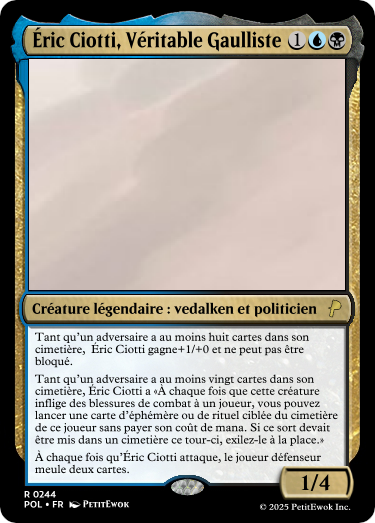 Éric Ciotti, Véritable Gaulliste 1
Créature légendaire : vedalken et politicien
Tant qu'un adversaire a au moins huit cartes dans son
cimetière,  Éric Ciotti gagne+1/+0 et ne peut pas être
bloqué.
Tant qu'un adversaire a au moins vingt cartes dans son
cimetière, Éric Ciotti a «À chaque fois que cette créature
inflige des blessures de combat à un joueur, vous pouvez
lancer une carte d'éphémère ou de rituel ciblée du cimetière
de ce joueur sans payer son coût de mana. Si ce sort devait
être mis dans un cimetière ce tour-ci, exilez-le à la place.»
À chaque fois qu'Éric Ciotti attaque, le joueur défenseur
meule deux cartes.
1/4
R 0244
POL • FR PetitEwok
© 2025 PetitEwok Inc.